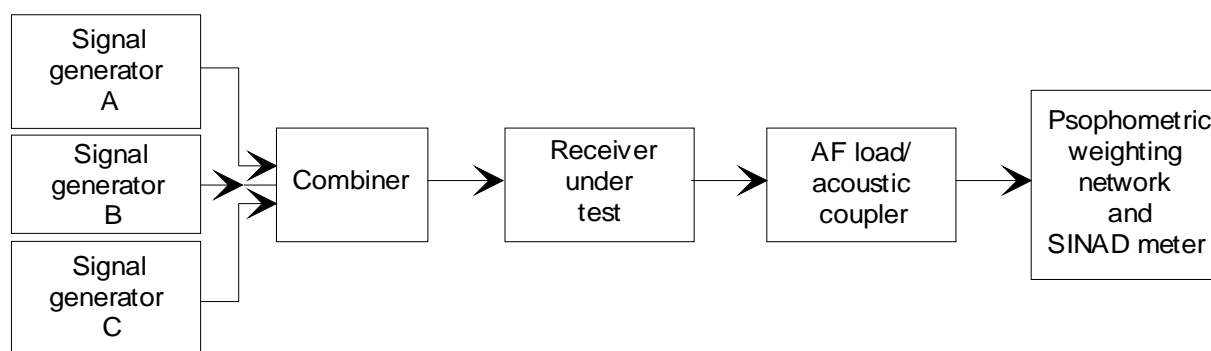 Signal
generator
A
Signal
generator
B
Signal
generator
C
Combiner
Receiver
under
test
AF load/
acoustic
coupler
Psophometric
weighting
network
and
SINAD meter